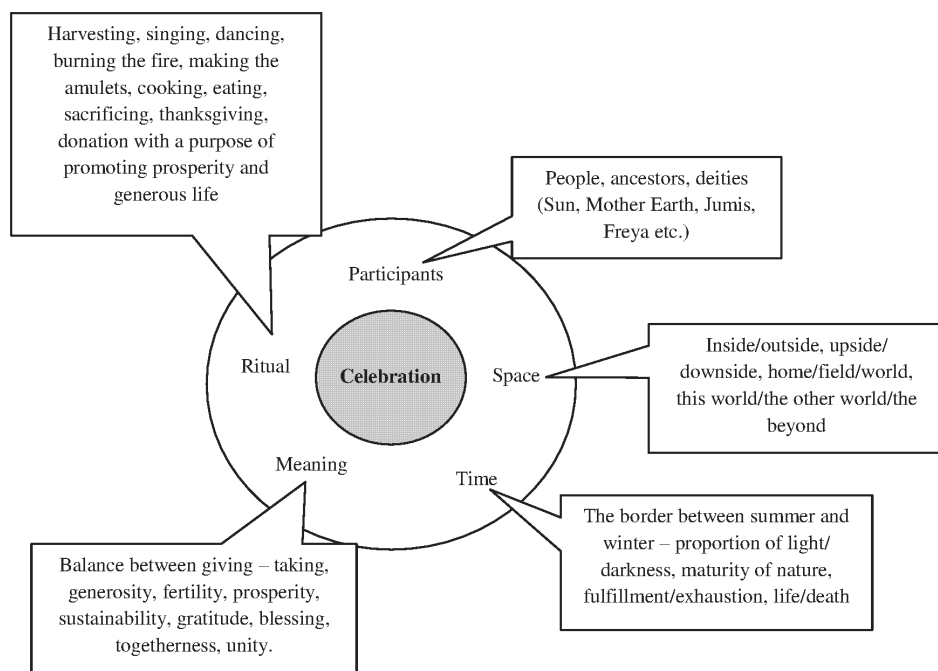 Harvesting, singing, dancing,
burning the fire, making the
amulets, cooking, eating,
sacrificing, thanksgiving,
donation with a purpose of
promoting prosperity and
generous life
People, ancestors, deities
(Sun, Mother Earth, Jumis,
Freya etc.)
Participants
Ritual
Celebration
Space
Inside/outside, upside/
downside, home/field/world,
this world/the other world/the
beyond
Meaning
Time
The border between summer and
winter – proportion of light/
darkness, maturity of nature,
fulfillment/exhaustion, life/death
Balance between giving – taking,
generosity, fertility, prosperity,
sustainability, gratitude, blessing,
togetherness, unity.